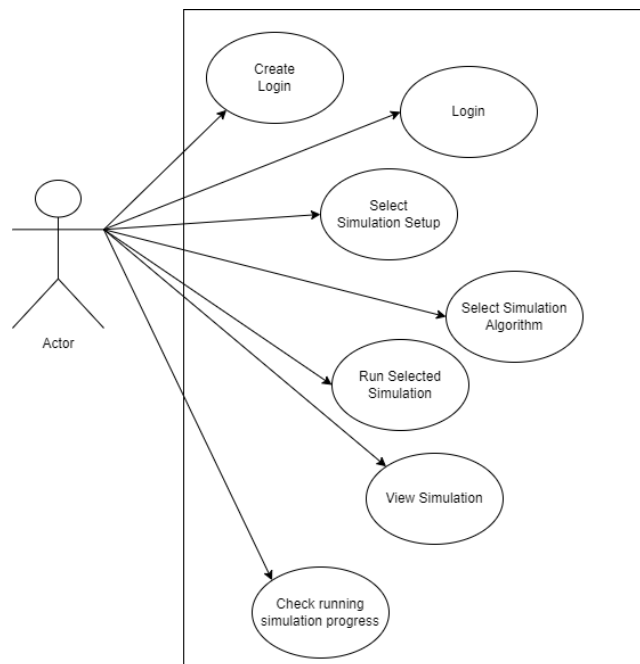 Create
Login
Login
Select
Simulation Setup
Select Simulation
Algorithm
Actor
Run Selected
Simulation
View Simulation
Check running
simulation progress